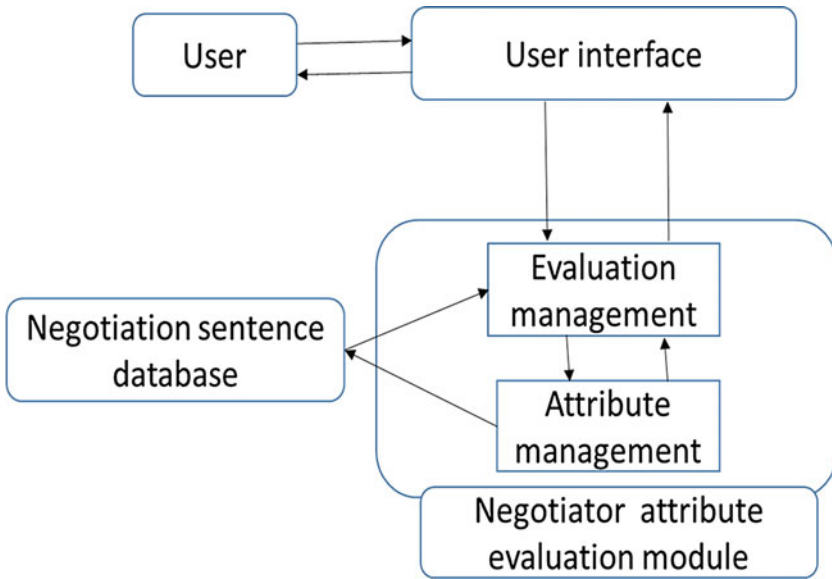 User
User interface
Evaluation
management
Negotiation sentence
database
Attribute
management
Negotiator attribute
evaluation module